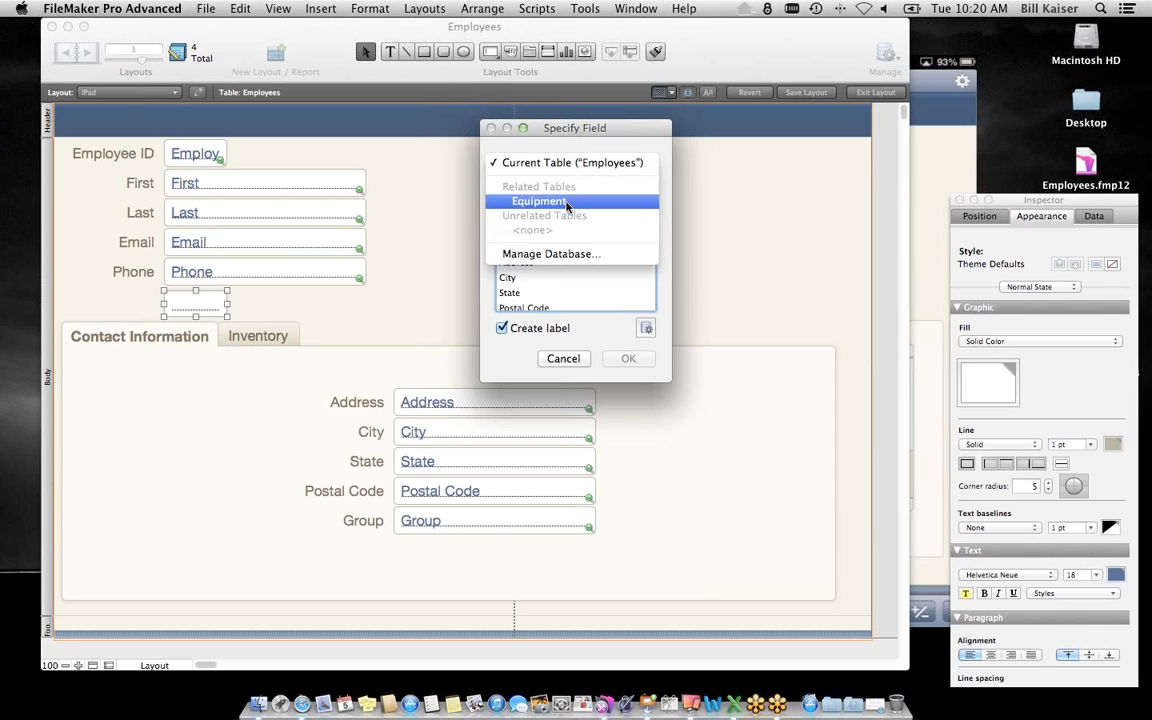 FileMaker Pro Advanced File Edit View Insert Format Layouts Arrange Scripts Tools Window Help Tue 10:20 AM Bill Kaiser
Employees
3
4
Total
Layouts
New Layout / Report
Layout Tools
Manage
93%
Macintosh HD
Layout: iPad Table: Employees Revert Save Layout Exit Layout
Desktop
Employees.fmp12
Header
Employee ID Employ
First First
Last Last
Email Email
Phone Phone
Contact Information Inventory
Body
Address Address
City City
State State
Postal Code Postal Code
Group Group
100 Layout
Specify Field
✓ Current Table ("Employees")
Related Tables
Equipment
Unrelated Tables
<none>
Manage Database...
City
State
Postal Code
Create label
Cancel OK
Inspector
Position Appearance Data
Style:
Theme Defaults
Normal State
Graphic
Fill
Solid Color
Line
Solid 1 pt
Corner radius: 5
Text baselines
None 1 pt
Text
Helvetica Neue 18
T B I U Styles
Paragraph
Alignment
Line spacing